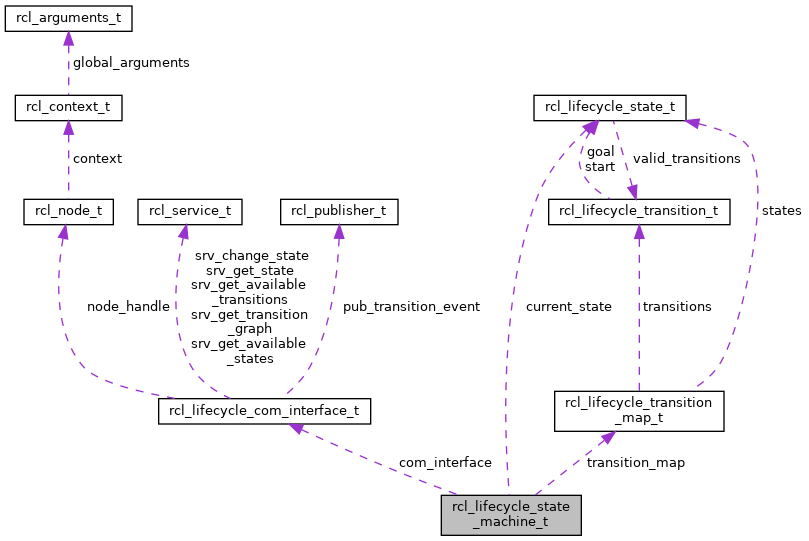 rcl_arguments_t
global_arguments
rcl_context_t
rcl_lifecycle_state_t
context
goal
start
valid_transitions
rcl_node_t
rcl_service_t
rcl_publisher_t
rcl_lifecycle_transition_t
states
srv_change_state
srv_get_state
srv_get_available
_transitions
srv_get_transition
_graph
srv_get_available
_states
node_handle
pub_transition_event
current_state
transitions
rcl_lifecycle_com_interface_t
rcl_lifecycle_transition
_map_t
com_interface
transition_map
rcl_lifecycle_state
_machine_t